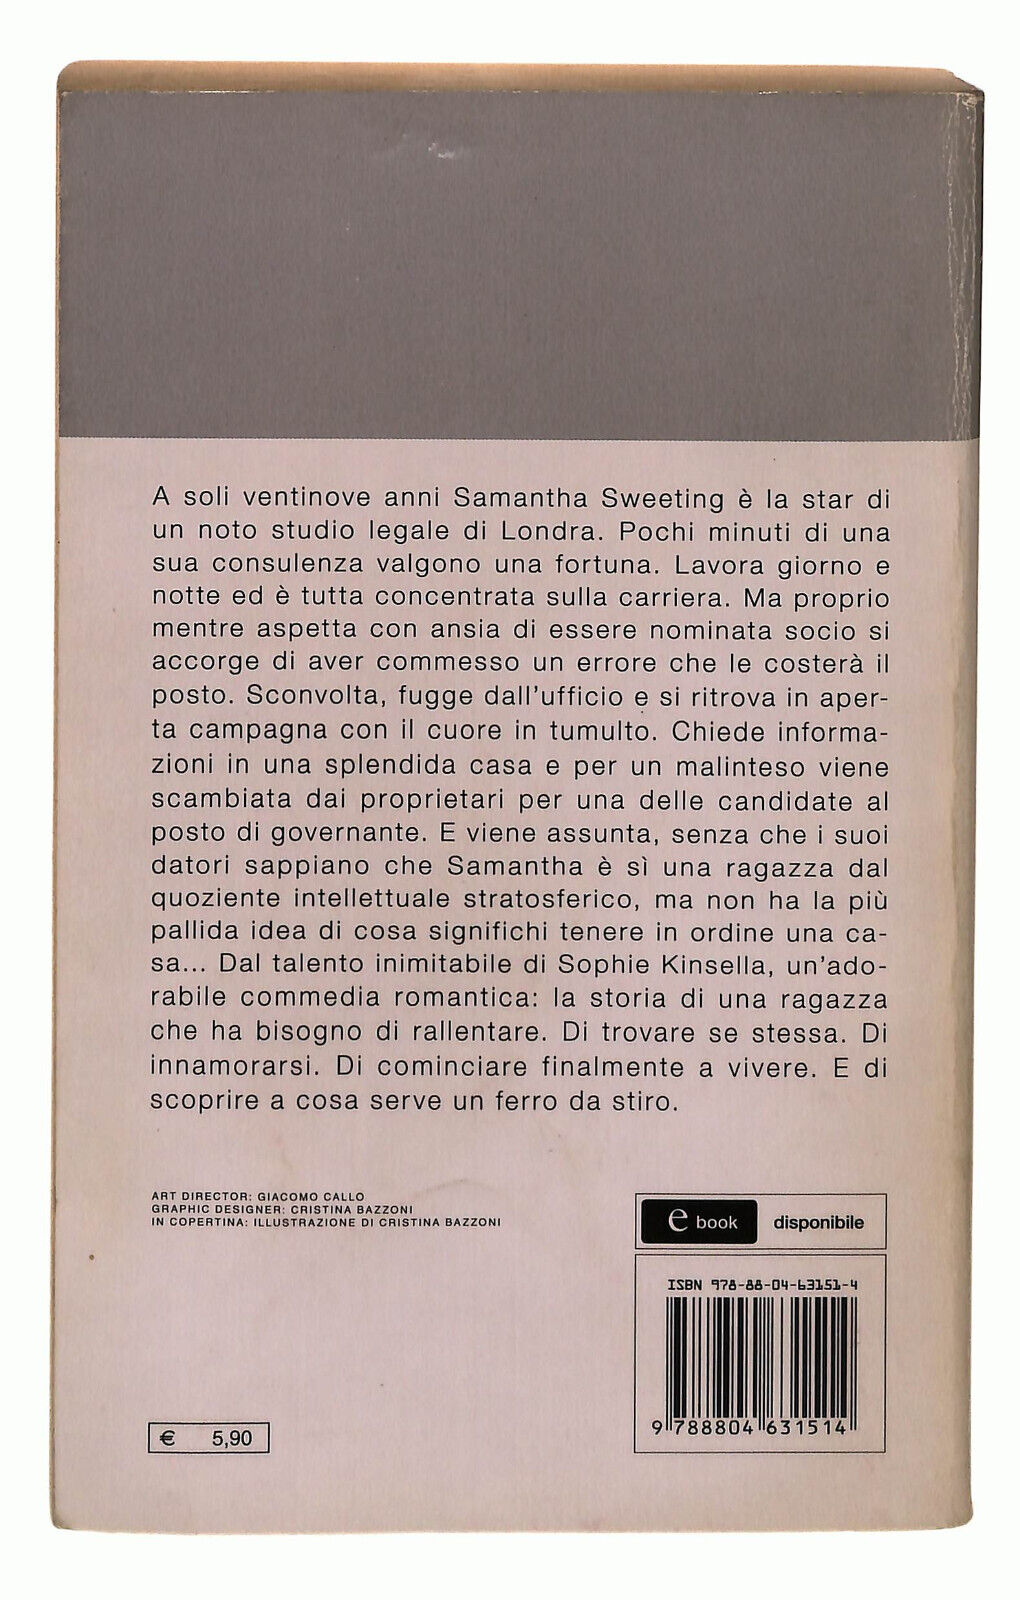 A soli ventinove anni Samantha Sweeting è la star di
un noto studio legale di Londra. Pochi minuti di una
sua consulenza valgono una fortuna. Lavora giorno e
notte ed è tutta concentrata sulla carriera. Ma proprio
mentre aspetta con ansia di essere nominata socio si
accorge di aver commesso un errore che le costerà il
posto. Sconvolta, fugge dall'ufficio e si ritrova in aper-
ta campagna con il cuore in tumulto. Chiede informa-
zioni in una splendida casa e per un malinteso viene
scambiata dai proprietari per una delle candidate al
posto di governante. E viene assunta, senza che i suoi
datori sappiano che Samantha è sì una ragazza dal
quoziente intellettuale stratosferico, ma non ha la più
pallida idea di cosa significhi tenere in ordine una ca-
sa... Dal talento inimitabile di Sophie Kinsella, un'ado-
rabile commedia romantica: la storia di una ragazza
che ha bisogno di rallentare. Di trovare se stessa. Di
innamorarsi. Di cominciare finalmente a vivere. E di
scoprire a cosa serve un ferro da stiro.
ART DIRECTOR: GIACOMO CALLO
GRAPHIC DESIGNER: CRISTINA BAZZONI
IN COPERTINA: ILLUSTRAZIONE DI CRISTINA BAZZONI
e book disponibile
ISBN 978-88-04-63151-4
9 788804 631514
€ 5,90